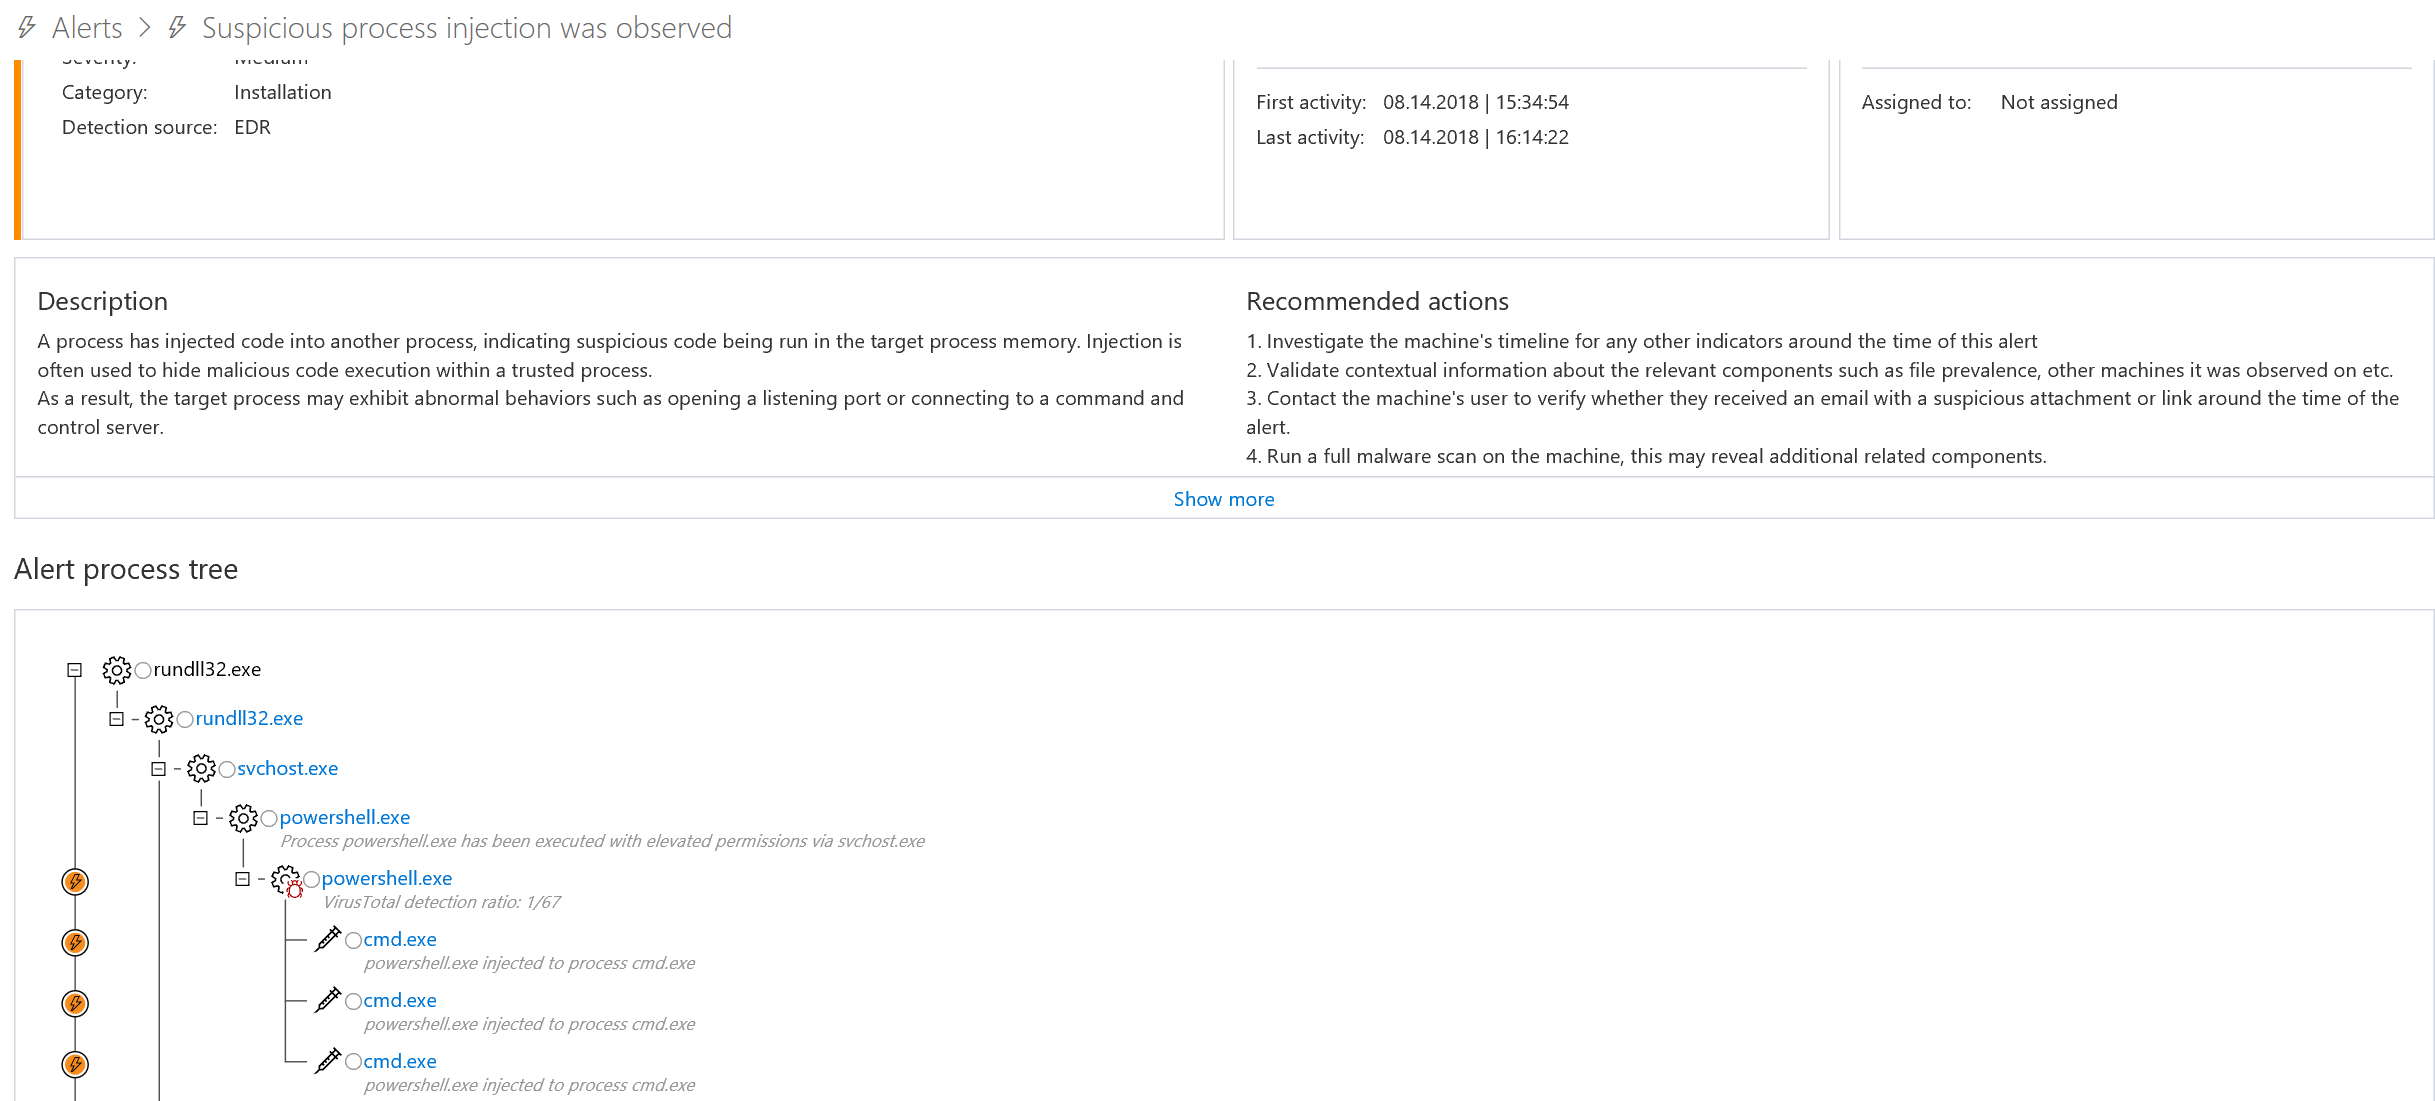 Alerts > Suspicious process injection was observed
Severity: Medium
Category: Installation
Detection source: EDR
First activity: 08.14.2018 | 15:34:54
Last activity: 08.14.2018 | 16:14:22
Assigned to: Not assigned
Description
A process has injected code into another process, indicating suspicious code being run in the target process memory. Injection is
often used to hide malicious code execution within a trusted process.
As a result, the target process may exhibit abnormal behaviors such as opening a listening port or connecting to a command and
control server.
Recommended actions
1. Investigate the machine's timeline for any other indicators around the time of this alert
2. Validate contextual information about the relevant components such as file prevalence, other machines it was observed on etc.
3. Contact the machine's user to verify whether they received an email with a suspicious attachment or link around the time of the
alert.
4. Run a full malware scan on the machine, this may reveal additional related components.
Show more
Alert process tree
rundll32.exe
rundll32.exe
svchost.exe
powershell.exe
Process powershell.exe has been executed with elevated permissions via svchost.exe
powershell.exe
VirusTotal detection ratio: 1/67
cmd.exe
powershell.exe injected to process cmd.exe
cmd.exe
powershell.exe injected to process cmd.exe
cmd.exe
powershell.exe injected to process cmd.exe